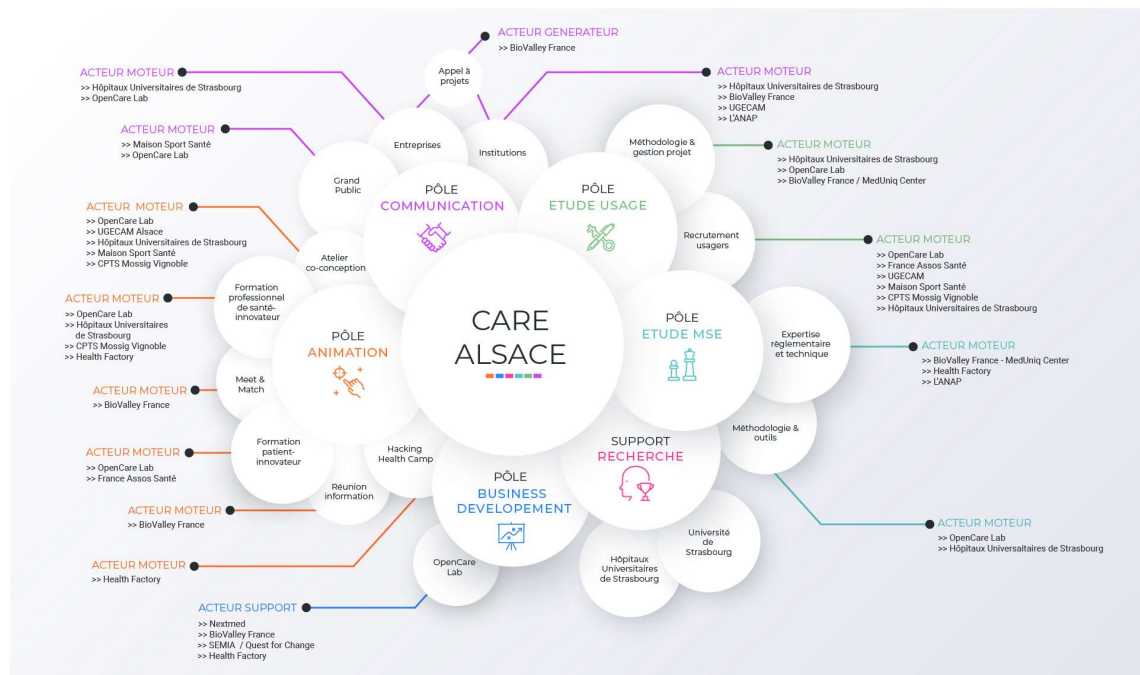 ACTEUR GENERATEUR
>> BioValley France
Appel à
projets
ACTEUR MOTEUR
>> Hôpitaux Universitaires de Strasbourg
>> OpenCare Lab
ACTEUR MOTEUR
>> Hôpitaux Universitaires de Strasbourg
>> BioValley France
>> UGECAM
>> L'ANAP
ACTEUR MOTEUR
>> Maison Sport Santé
>> OpenCare Lab
Entreprises
Institutions
Méthodologie &
gestion projet
ACTEUR MOTEUR
>> Hôpitaux Universitaires de Strasbourg
>> OpenCare Lab
>> BioValley France / MedUniq Center
Grand
Public
PÔLE
COMMUNICATION
PÔLE
ETUDE USAGE
ACTEUR MOTEUR
>> OpenCare Lab
>> UGECAM Alsace
>> Hôpitaux Universitaires de Strasbourg
>> Maison Sport Santé
>> CPTS Mossig Vignoble
Atelier
co-conception
Recrutement
usagers
ACTEUR MOTEUR
>> OpenCare Lab
>> France Assos Santé
>> UGECAM
>> Maison Sport Santé
>> CPTS Mossig Vignoble
>> Hôpitaux Universitaires de Strasbourg
Formation
professionnel
de santé-
innovateur
ACTEUR MOTEUR
>> OpenCare Lab
>> Hôpitaux Universitaires
de Strasbourg
>> CPTS Mossig Vignoble
>> Health Factory
PÔLE
ANIMATION
CARE
ALSACE
PÔLE
ETUDE MSE
Expertise
règlementaire
et technique
ACTEUR MOTEUR
>> BioValley France - MedUniq Center
>> Health Factory
>> L'ANAP
Meet &
Match
ACTEUR MOTEUR
>> BioValley France
Méthodologie &
outils
Formation
patient-
innovateur
ACTEUR MOTEUR
>> OpenCare Lab
>> France Assos Santé
Hacking
Health Camp
SUPPORT
RECHERCHE
Réunion
information
PÔLE
BUSINESS
DEVELOPEMENT
ACTEUR MOTEUR
>> BioValley France
ACTEUR MOTEUR
>> OpenCare Lab
>> Hôpitaux Universaitaires de Strasbourg
Université
de
Strasbourg
Hôpitaux
Universitaires
de Strasbourg
OpenCare
Lab
ACTEUR MOTEUR
>> Health Factory
ACTEUR SUPPORT
>> Nextmed
>> BioValley France
>> SEMIA / Quest for Change
>> Health Factory